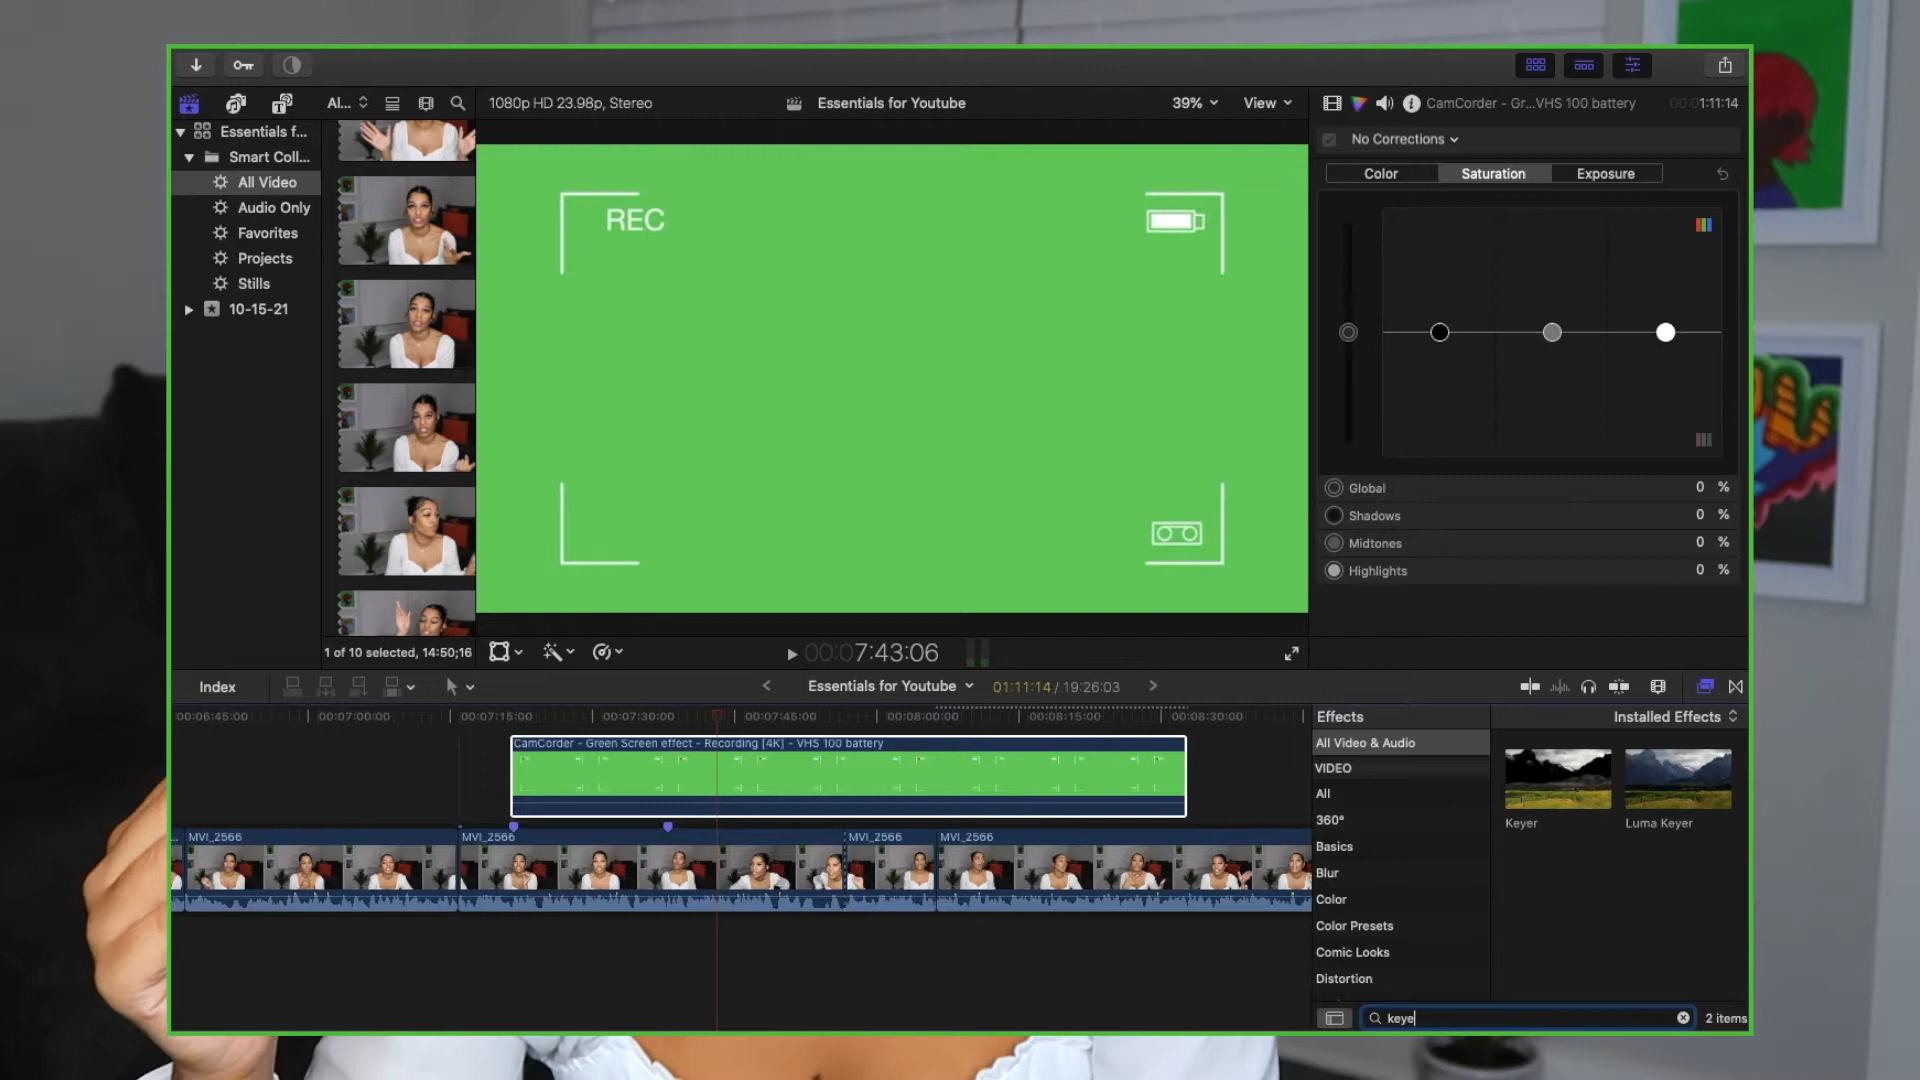 Al...
1080p HD 23.98p, Stereo
Essentials for Youtube
39%
View
CamCorder - Gr...VHS 100 battery
00:01:11:14
Essentials f...
Smart Coll...
All Video
Audio Only
Favorites
Projects
Stills
10-15-21
REC
No Corrections
Color
Saturation
Exposure
Global 0 %
Shadows 0 %
Midtones 0 %
Highlights 0 %
1 of 10 selected, 14:50;16
00:07:43:06
Index
Essentials for Youtube
01:11:14 / 19:26:03
00:06:45:00
00:07:00:00
00:07:15:00
00:07:30:00
00:07:45:00
00:08:00:00
00:08:15:00
00:08:30:00
CamCorder - Green Screen effect - Recording [4K] - VHS 100 battery
MVI_2566
MVI_2566
MVI_2566
MVI_2566
Effects
Installed Effects
All Video & Audio
VIDEO
All
360°
Basics
Blur
Color
Color Presets
Comic Looks
Distortion
Keyer
Luma Keyer
keye
2 items